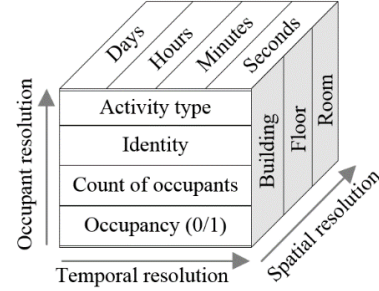 Days
Hours
Minutes
Seconds
Activity type
Identity
Count of occupants
Occupancy (0/1)
Building
Floor
Room
Occupant resolution
Temporal resolution
Spatial resolution